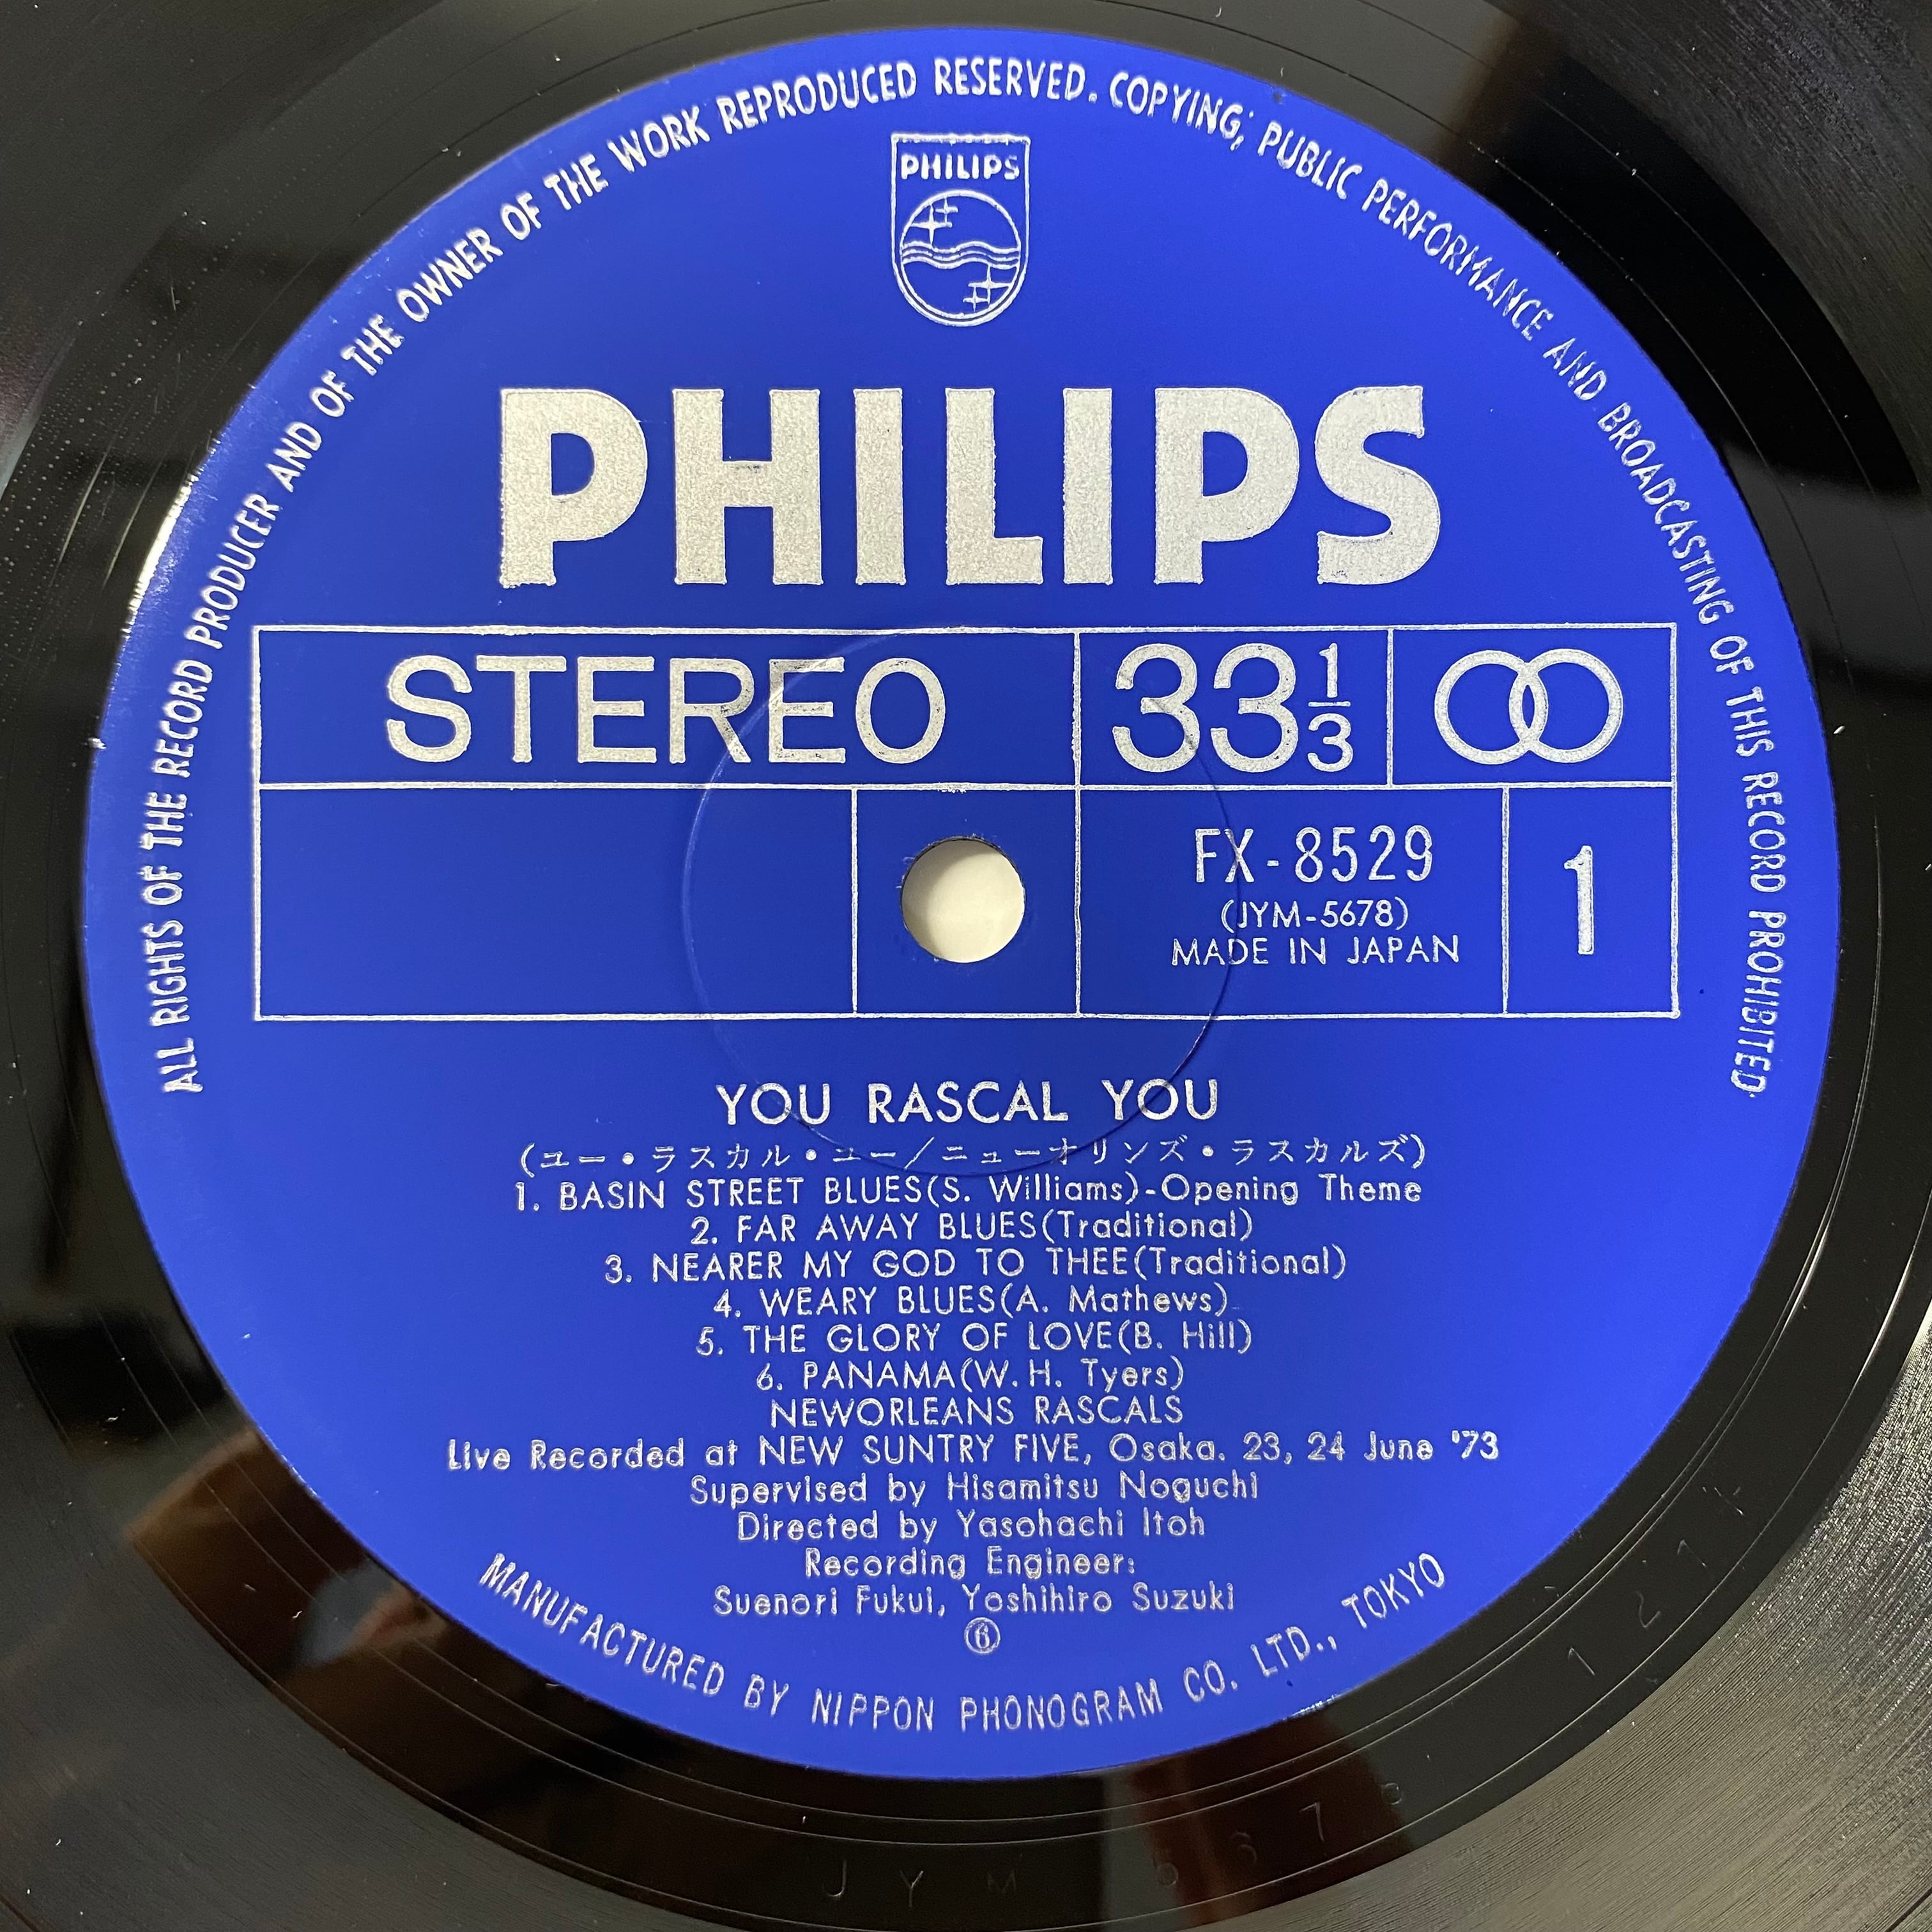 ALL RIGHTS OF THE RECORD PRODUCER AND OF THE OWNER OF THE WORK REPRODUCED RESERVED. COPYING, PUBLIC PERFORMANCE AND BROADCASTING OF THIS RECORD PROHIBITED
PHILIPS
PHILIPS
STEREO 33 1/3
FX-8529
(JYM-5678)
MADE IN JAPAN
1
YOU RASCAL YOU
(ユー・ラスカル・ユー/ニューオリンズ・ラスカルズ)
1. BASIN STREET BLUES(S. Williams)-Opening Theme
2. FAR AWAY BLUES(Traditional)
3. NEARER MY GOD TO THEE(Traditional)
4. WEARY BLUES(A. Mathews)
5. THE GLORY OF LOVE(B. Hill)
6. PANAMA(W. H. Tyers)
NEWORLEANS RASCALS
Live Recorded at NEW SUNTRY FIVE, Osaka. 23, 24 June '73
Supervised by Hisamitsu Noguchi
Directed by Yasohachi Itoh
Recording Engineer:
Suenori Fukui, Yoshihiro Suzuki
⑥
MANUFACTURED BY NIPPON PHONOGRAM CO. LTD., TOKYO
JYM 5678